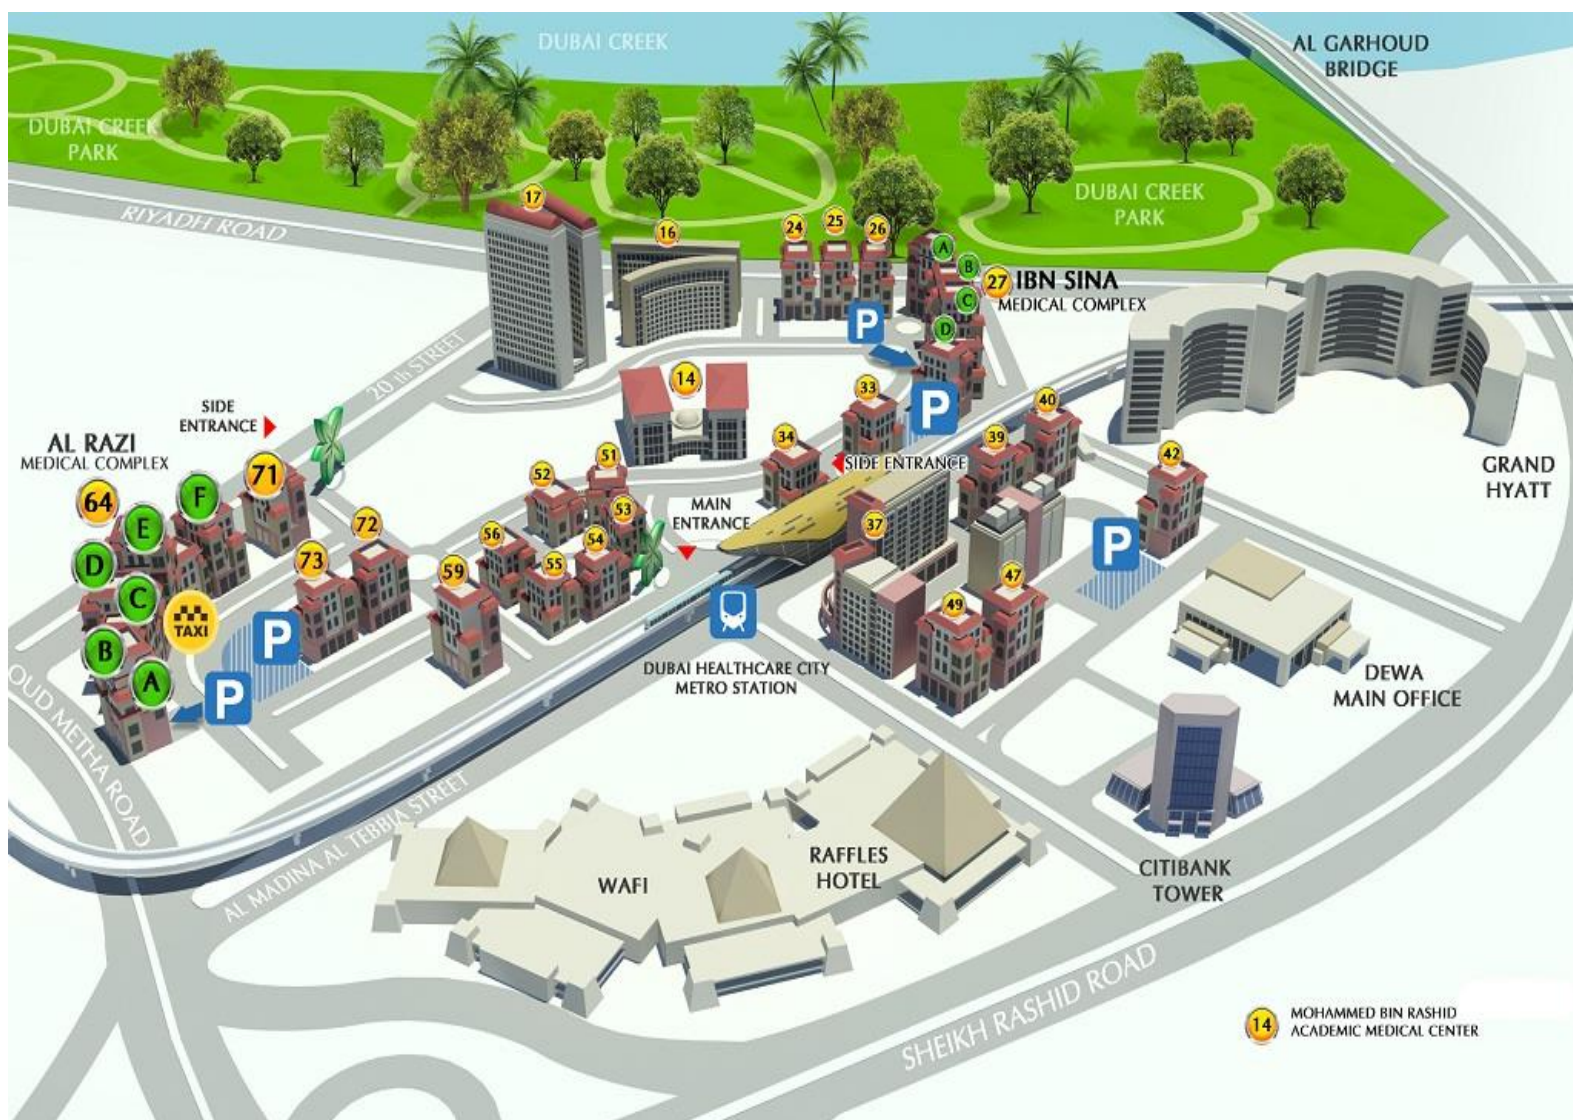 DUBAI CREEK
AL GARHOUD
BRIDGE
DUBAI CREEK
PARK
DUBAI CREEK
PARK
RIYADH ROAD
17
16
24
25
26
A
B
27
IBN SINA
MEDICAL COMPLEX
C
D
P
20 th STREET
14
33
P
40
SIDE
ENTRANCE
AL RAZI
MEDICAL COMPLEX
34
39
SIDE ENTRANCE
42
GRAND
HYATT
51
52
71
64
F
E
MAIN
ENTRANCE
53
72
37
56
54
P
D
73
59
55
C
47
49
TAXI
P
B
A
P
DUBAI HEALTHCARE CITY
METRO STATION
DEWA
MAIN OFFICE
OUD METHA ROAD
AL MADINA AL TEBBIA STREET
WAFI
RAFFLES
HOTEL
CITIBANK
TOWER
SHEIKH RASHID ROAD
14
MOHAMMED BIN RASHID
ACADEMIC MEDICAL CENTER